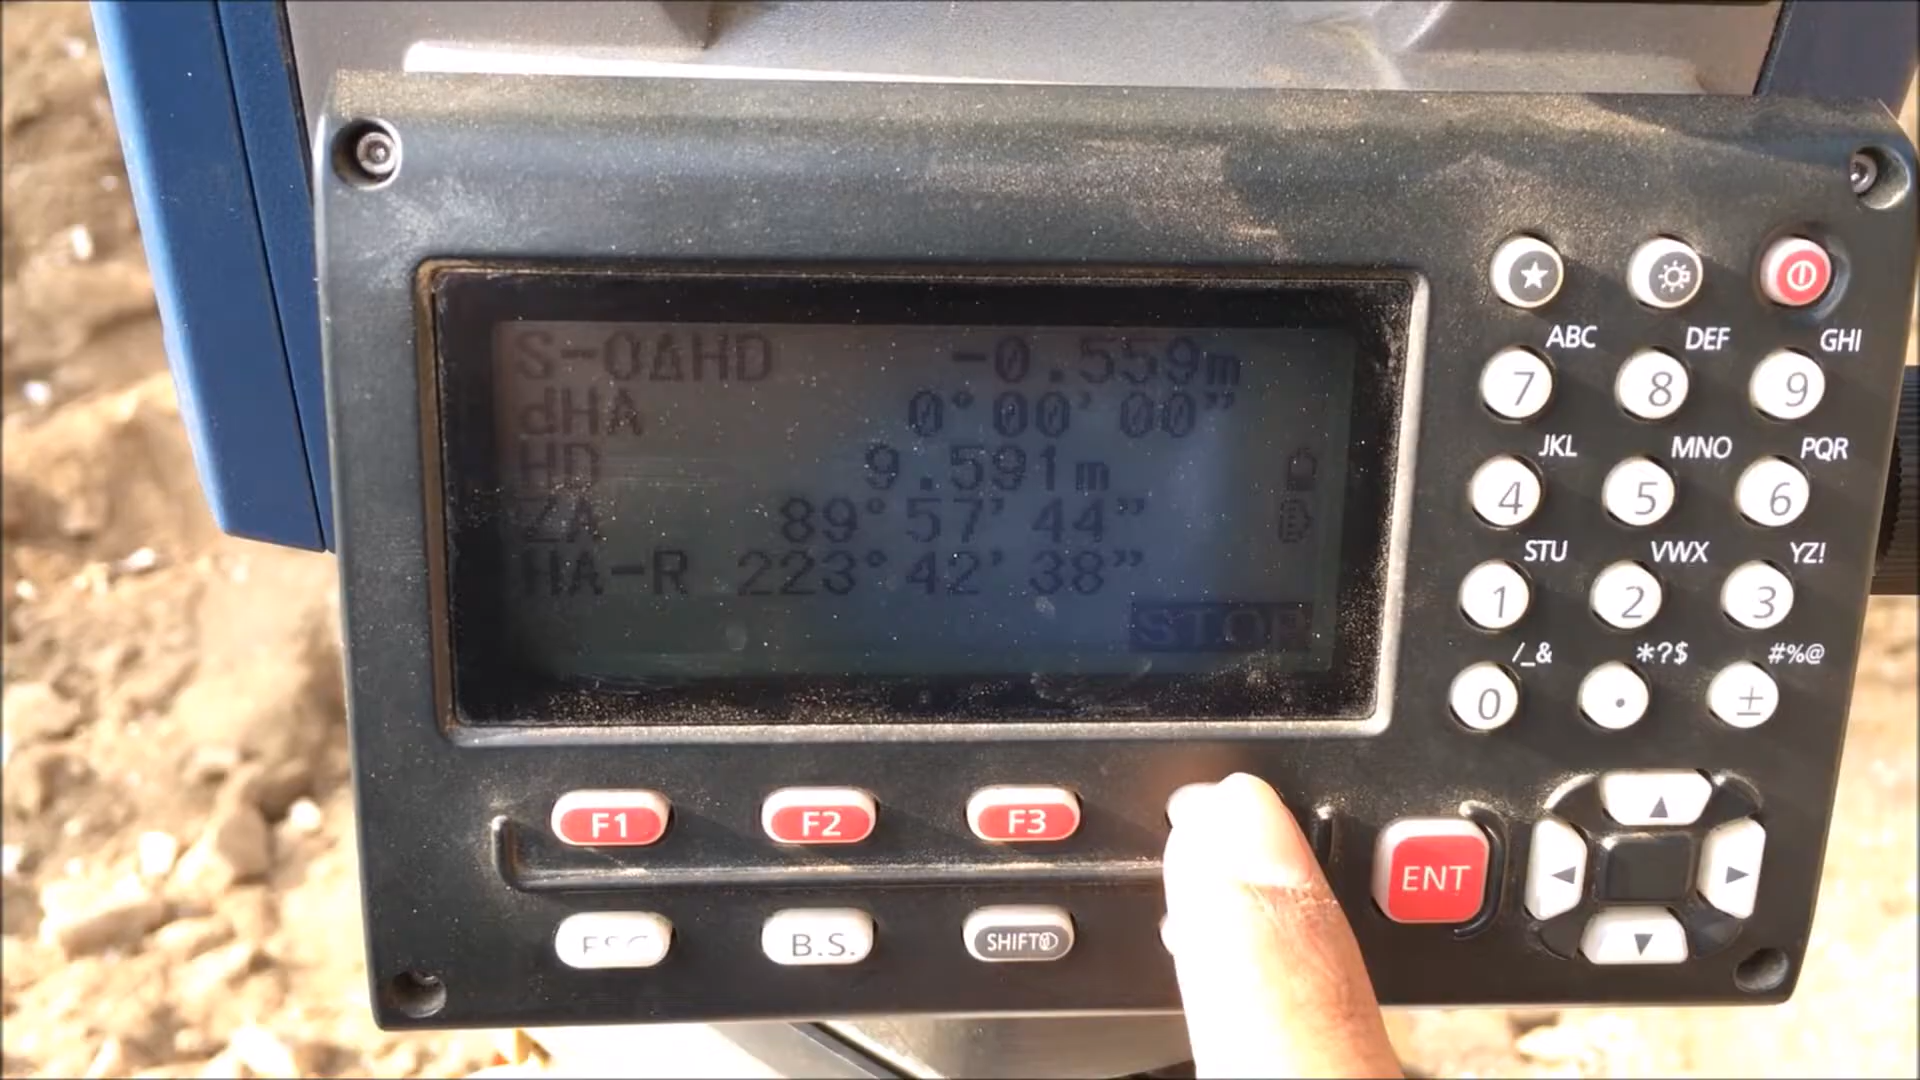 S-OΔHD -0.559m
dHA 0°00'00"
HD 9.591m
ZA 89°57'44"
HA-R 223°42'38"
STOP
ABC DEF GHI
7 8 9
JKL MNO PQR
4 5 6
STU VWX YZ!
1 2 3
/_& *?$ #%@
0 . ±
F1 F2 F3
ENT
ESC B.S. SHIFT